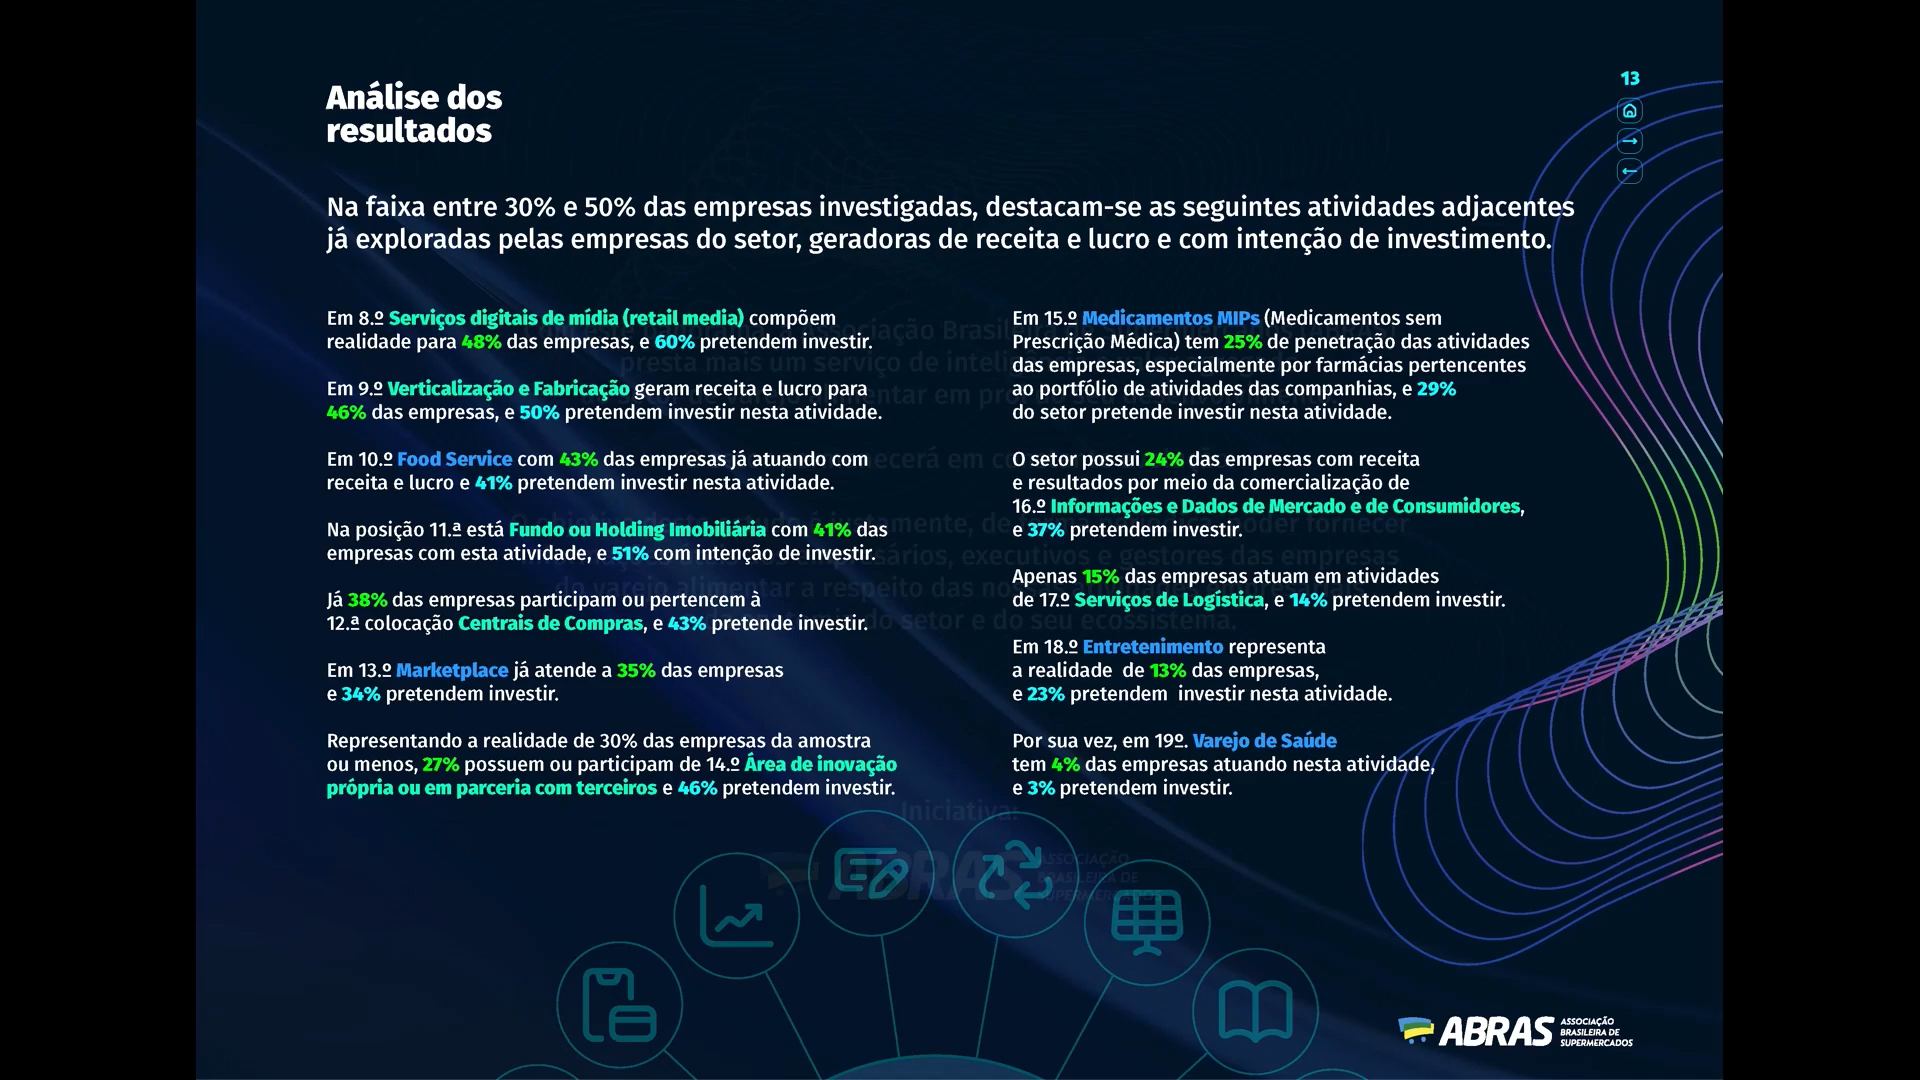 Análise dos
resultados
13
Na faixa entre 30% e 50% das empresas investigadas, destacam-se as seguintes atividades adjacentes
já exploradas pelas empresas do setor, geradoras de receita e lucro e com intenção de investimento.
Em 8.º Serviços digitais de mídia (retail media) compõem
realidade para 48% das empresas, e 60% pretendem investir.
Em 9.º Verticalização e Fabricação geram receita e lucro para
46% das empresas, e 50% pretendem investir nesta atividade.
Em 10.º Food Service com 43% das empresas já atuando com
receita e lucro e 41% pretendem investir nesta atividade.
Na posição 11.ª está Fundo ou Holding Imobiliária com 41% das
empresas com esta atividade, e 51% com intenção de investir.
Já 38% das empresas participam ou pertencem à
12.ª colocação Centrais de Compras, e 43% pretende investir.
Em 13.º Marketplace já atende a 35% das empresas
e 34% pretendem investir.
Representando a realidade de 30% das empresas da amostra
ou menos, 27% possuem ou participam de 14.º Área de inovação
própria ou em parceria com terceiros e 46% pretendem investir.
Em 15.º Medicamentos MIPs (Medicamentos sem
Prescrição Médica) tem 25% de penetração das atividades
das empresas, especialmente por farmácias pertencentes
ao portfólio de atividades das companhias, e 29%
do setor pretende investir nesta atividade.
O setor possui 24% das empresas com receita
e resultados por meio da comercialização de
16.º Informações e Dados de Mercado e de Consumidores,
e 37% pretendem investir.
Apenas 15% das empresas atuam em atividades
de 17.º Serviços de Logística, e 14% pretendem investir.
Em 18.º Entretenimento representa
a realidade de 13% das empresas,
e 23% pretendem investir nesta atividade.
Por sua vez, em 19º. Varejo de Saúde
tem 4% das empresas atuando nesta atividade,
e 3% pretendem investir.
Iniciativa:
ABRAS ASSOCIAÇÃO
BRASILEIRA DE
SUPERMERCADOS
ABRAS ASSOCIAÇÃO
BRASILEIRA DE
SUPERMERCADOS